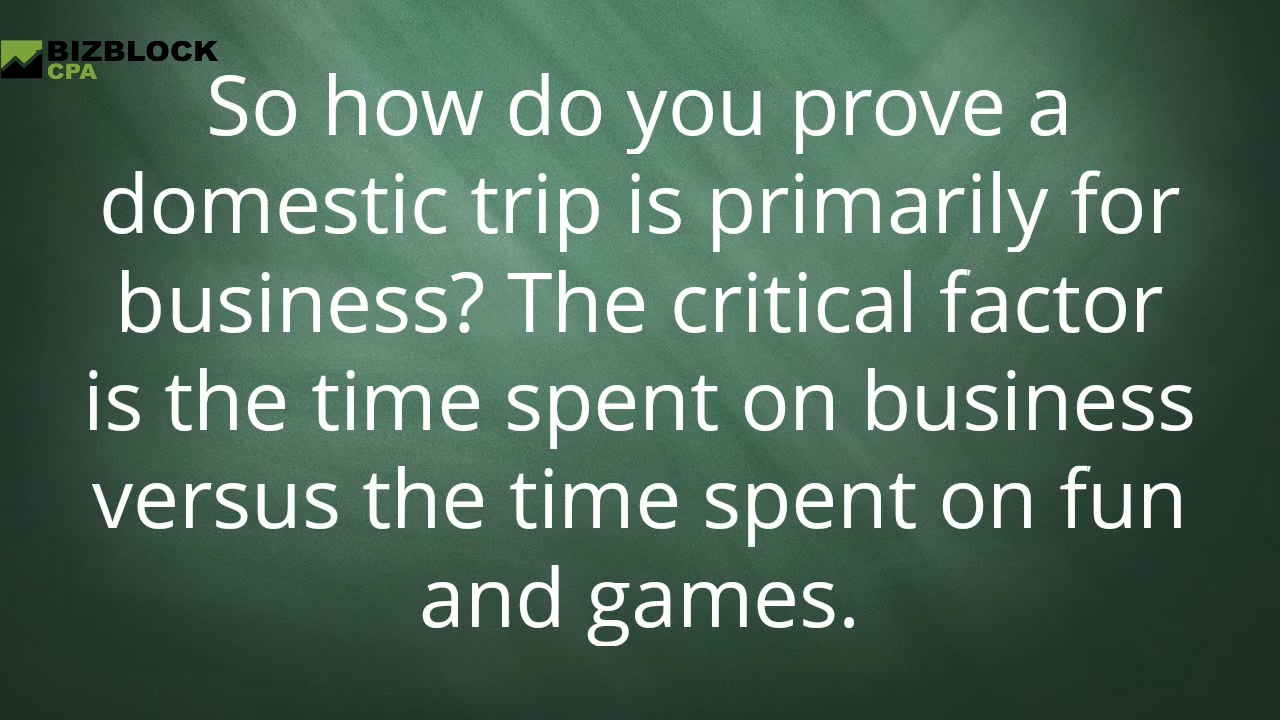 BIZBLOCK
CPA
So how do you prove a
domestic trip is primarily for
business? The critical factor
is the time spent on business
versus the time spent on fun
and games.